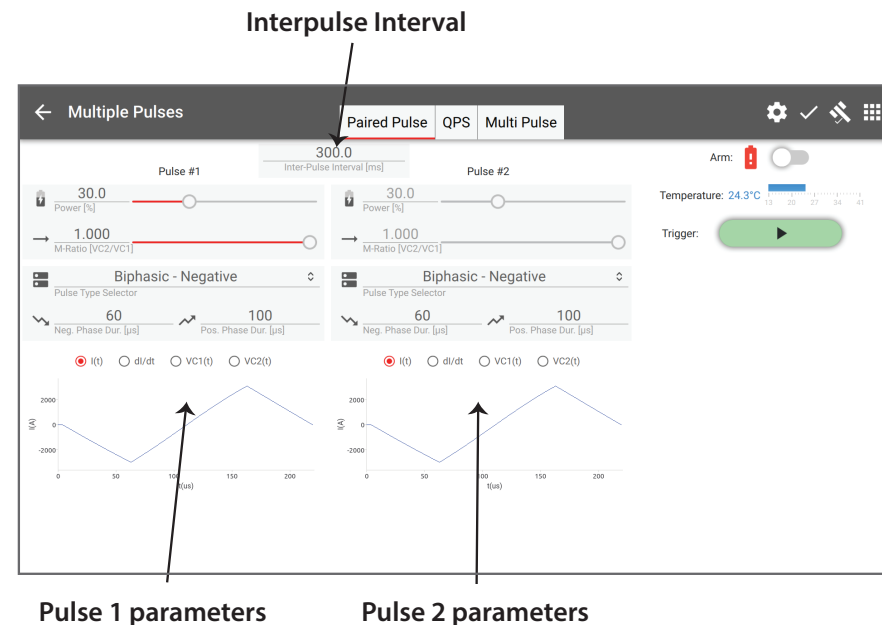 Interpulse Interval
Multiple Pulses
Paired Pulse QPS Multi Pulse
300.0
Inter-Pulse Interval [ms]
Arm:
Temperature: 24.3°C
13 20 27 34 41
Trigger:
Pulse #1
30.0
Power [%]
1.000
M-Ratio [VC2/VC1]
Biphasic - Negative
Pulse Type Selector
60 100
Neg. Phase Dur. [µs] Pos. Phase Dur. [µs]
I(t) dI/dt VC1(t) VC2(t)
I(A)
2000
0
-2000
0 50 100 150 200
t(us)
Pulse #2
30.0
Power [%]
1.000
M-Ratio [VC2/VC1]
Biphasic - Negative
Pulse Type Selector
60 100
Neg. Phase Dur. [µs] Pos. Phase Dur. [µs]
I(t) dI/dt VC1(t) VC2(t)
I(A)
2000
0
-2000
0 50 100 150 200
t(us)
Pulse 1 parameters
Pulse 2 parameters